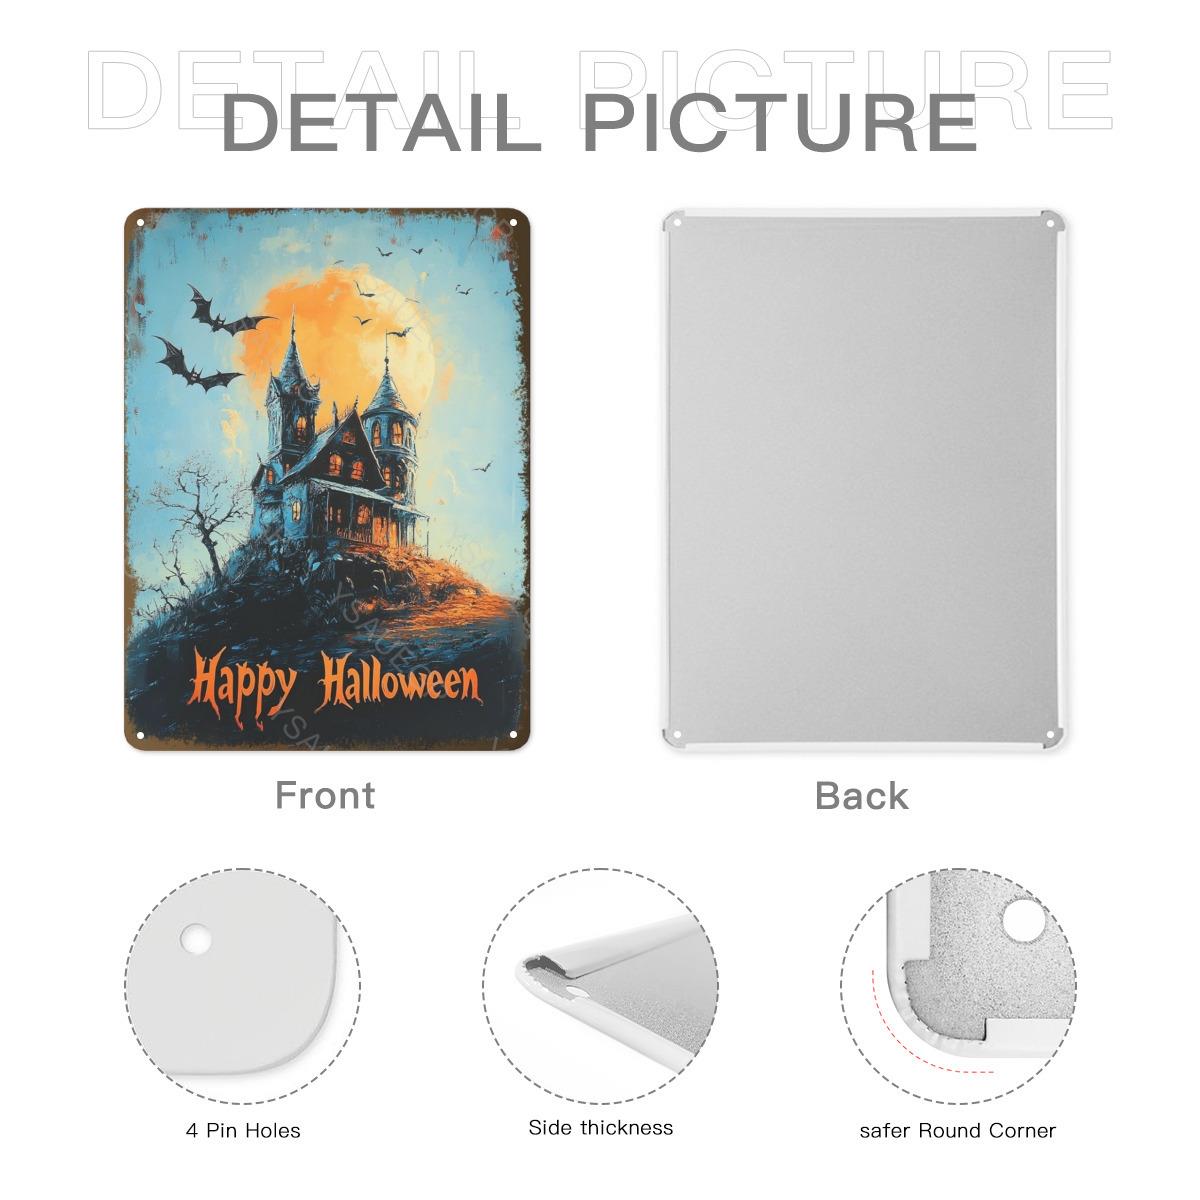 DETAIL PICTURE
DETAIL PICTURE
Happy Halloween
Front
Back
4 Pin Holes
Side thickness
safer Round Corner